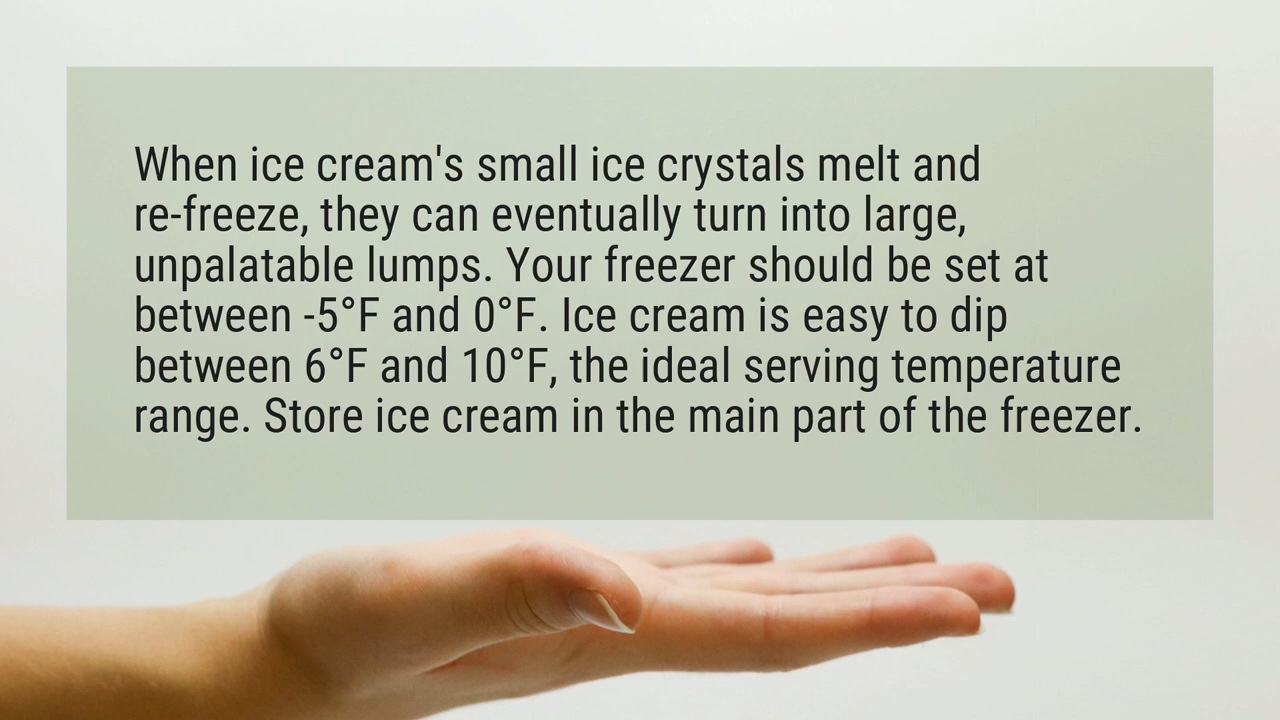 When ice cream's small ice crystals melt and
re-freeze, they can eventually turn into large,
unpalatable lumps. Your freezer should be set at
between -5°F and 0°F. Ice cream is easy to dip
between 6°F and 10°F, the ideal serving temperature
range. Store ice cream in the main part of the freezer.